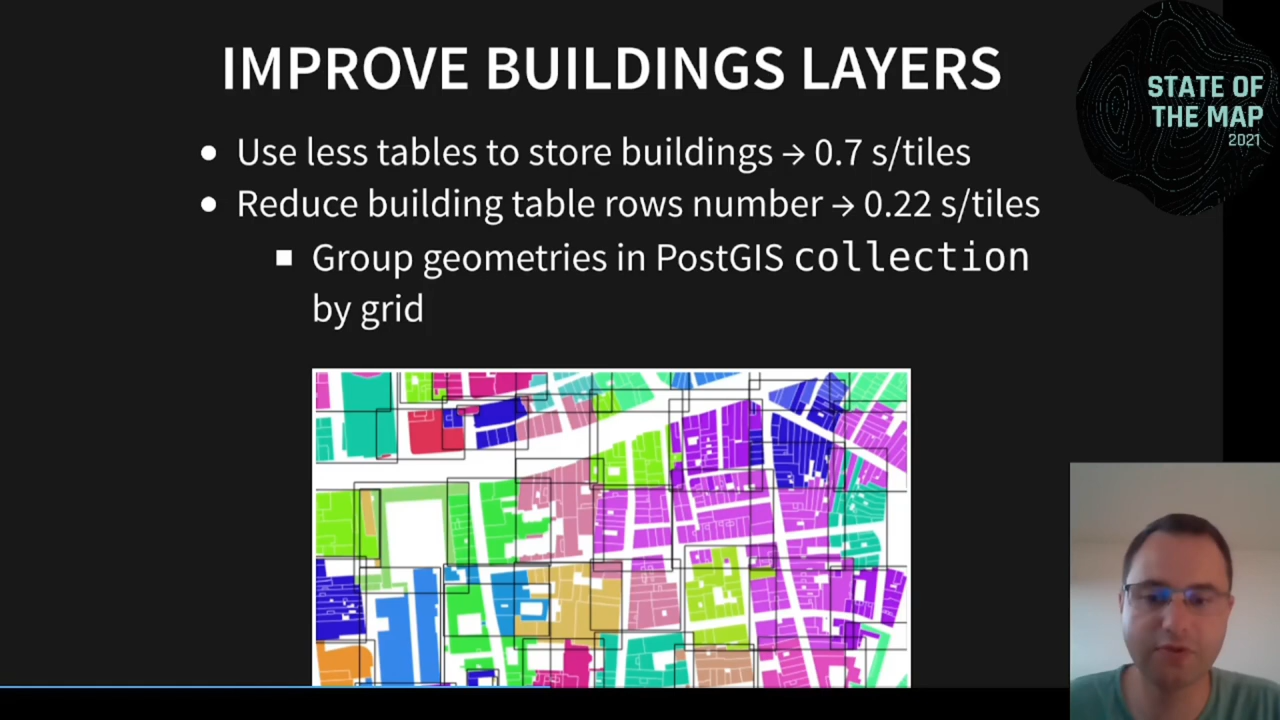 IMPROVE BUILDINGS LAYERS
STATE OF
THE MAP
2021
• Use less tables to store buildings → 0.7 s/tiles
• Reduce building table rows number → 0.22 s/tiles
▪ Group geometries in PostGIS collection
by grid